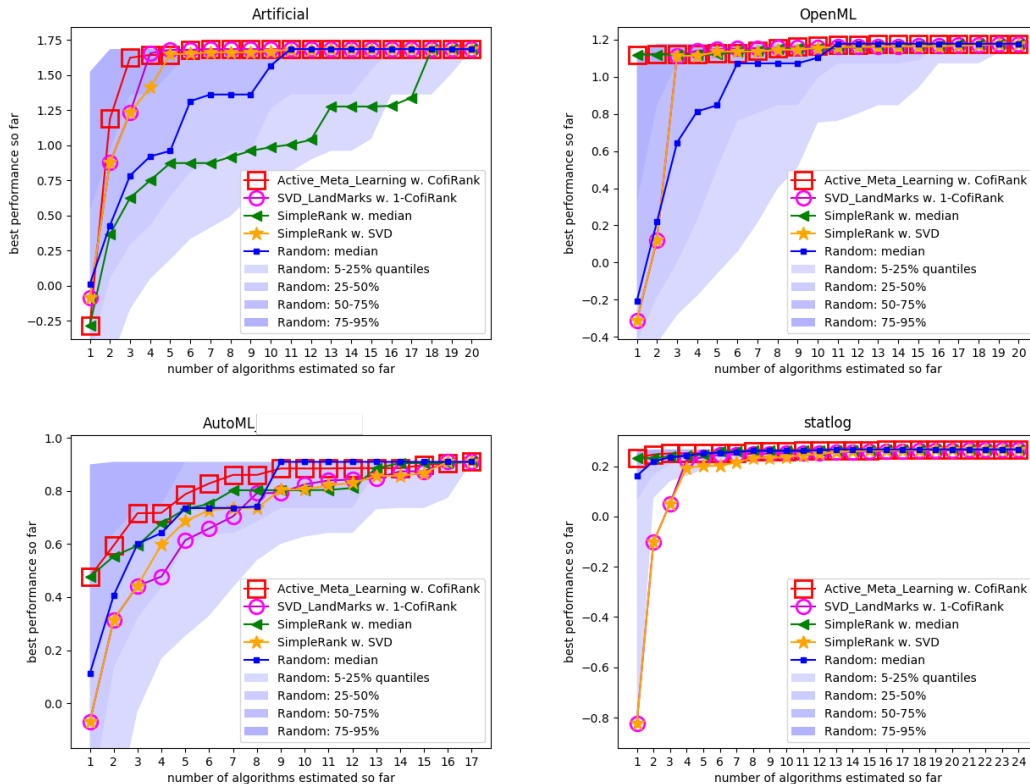 Artificial
best performance so far
1.75
1.50
1.25
1.00
0.75
0.50
0.25
0.00
−0.25
Active_Meta_Learning w. CofiRank
SVD_LandMarks w. 1-CofiRank
SimpleRank w. median
SimpleRank w. SVD
Random: median
Random: 5-25% quantiles
Random: 25-50%
Random: 50-75%
Random: 75-95%
1 2 3 4 5 6 7 8 9 10 11 12 13 14 15 16 17 18 19 20
number of algorithms estimated so far
OpenML
best performance so far
1.2
1.0
0.8
0.6
0.4
0.2
0.0
−0.2
−0.4
Active_Meta_Learning w. CofiRank
SVD_LandMarks w. 1-CofiRank
SimpleRank w. median
SimpleRank w. SVD
Random: median
Random: 5-25% quantiles
Random: 25-50%
Random: 50-75%
Random: 75-95%
1 2 3 4 5 6 7 8 9 10 11 12 13 14 15 16 17 18 19 20
number of algorithms estimated so far
AutoML
best performance so far
1.0
0.8
0.6
0.4
0.2
0.0
Active_Meta_Learning w. CofiRank
SVD_LandMarks w. 1-CofiRank
SimpleRank w. median
SimpleRank w. SVD
Random: median
Random: 5-25% quantiles
Random: 25-50%
Random: 50-75%
Random: 75-95%
1 2 3 4 5 6 7 8 9 10 11 12 13 14 15 16 17
number of algorithms estimated so far
statlog
best performance so far
0.2
0.0
−0.2
−0.4
−0.6
−0.8
Active_Meta_Learning w. CofiRank
SVD_LandMarks w. 1-CofiRank
SimpleRank w. median
SimpleRank w. SVD
Random: median
Random: 5-25% quantiles
Random: 25-50%
Random: 50-75%
Random: 75-95%
1 2 3 4 5 6 7 8 9 10 11 12 13 14 15 16 17 18 19 20 21 22 23 24
number of algorithms estimated so far